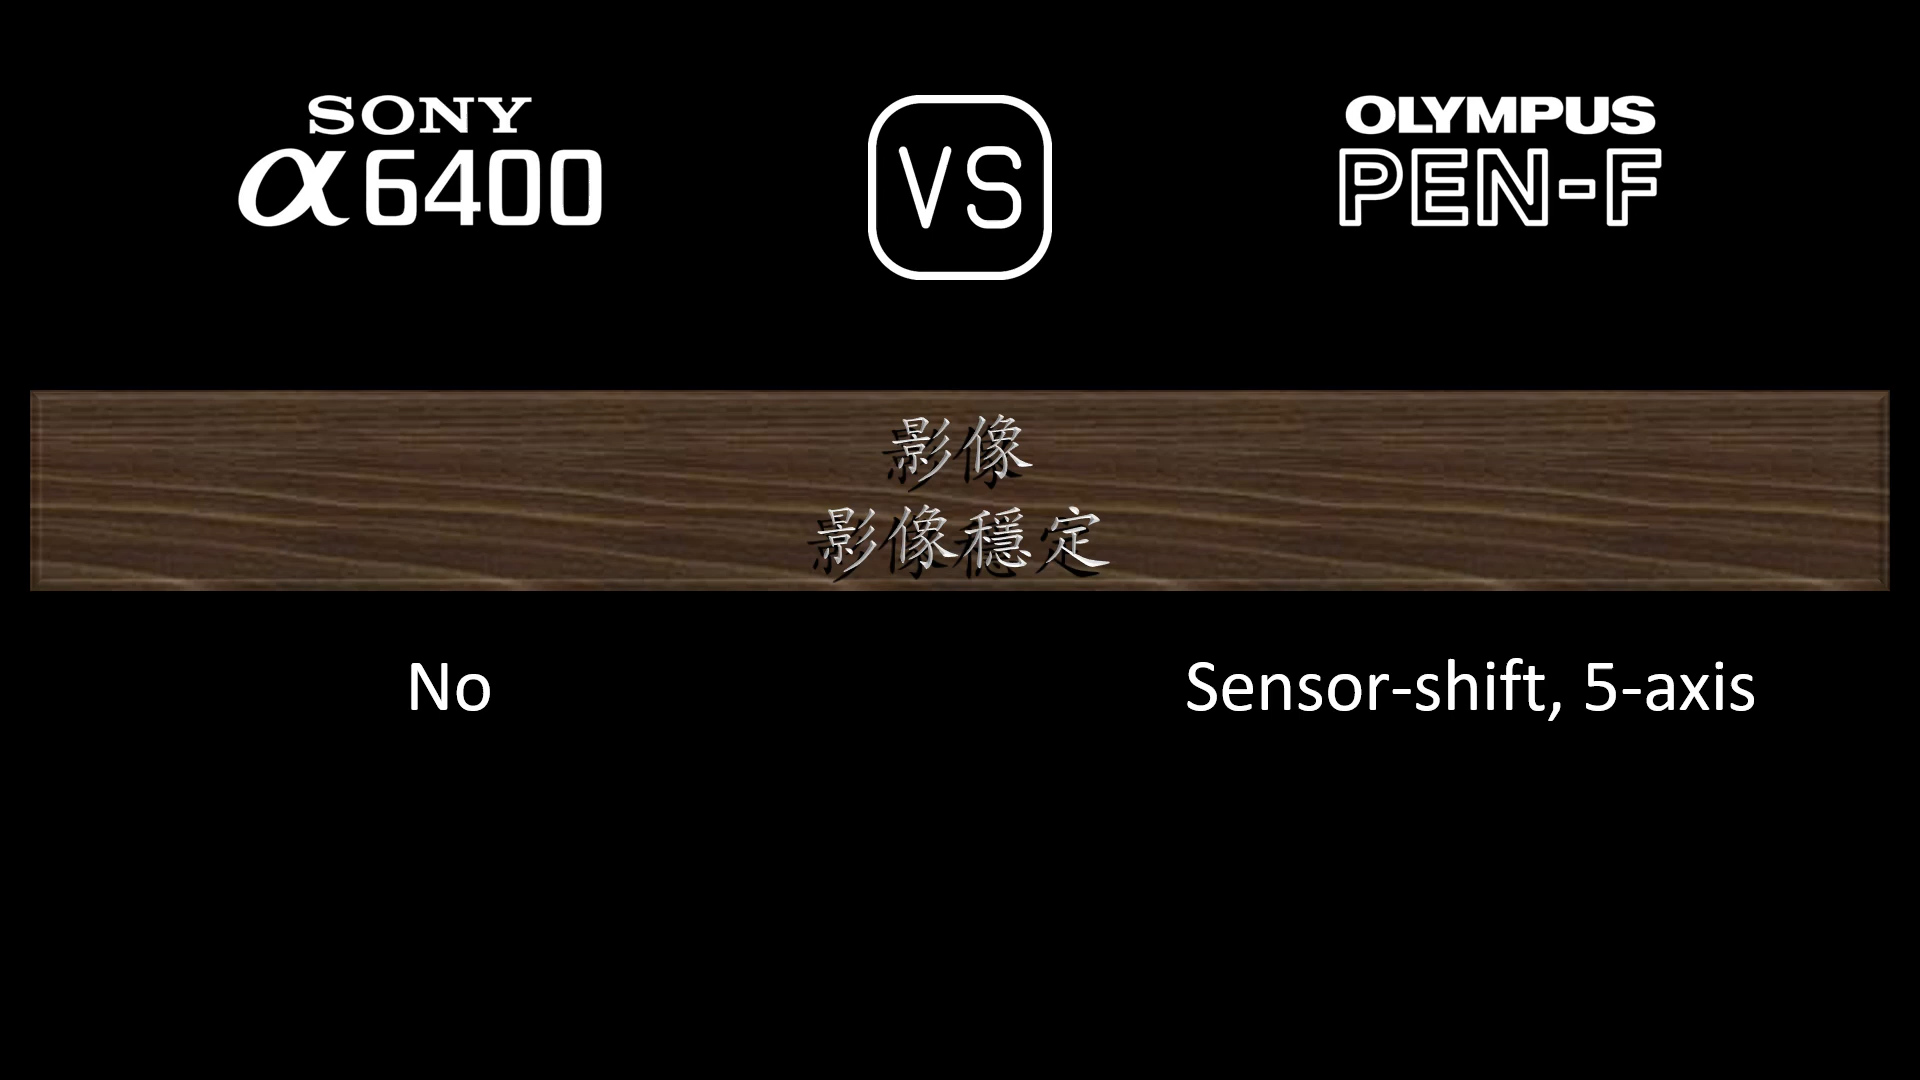 SONY
α6400
VS
OLYMPUS
PEN-F
影像
影像穩定
No
Sensor-shift, 5-axis